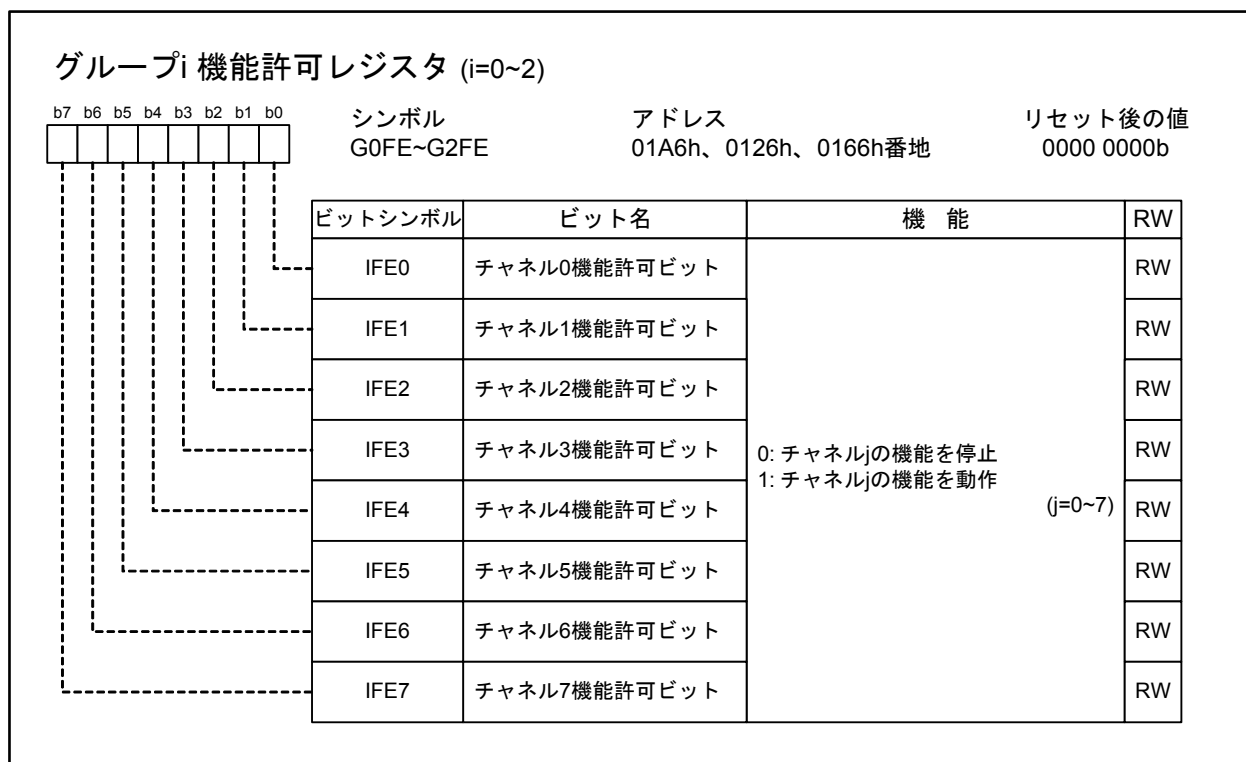 グループi 機能許可レジスタ (i=0~2)
b7 b6 b5 b4 b3 b2 b1 b0
シンボル アドレス リセット後の値
G0FE~G2FE 01A6h、0126h、0166h番地 0000 0000b
ビットシンボル ビット名 機 能 RW
IFE0 チャネル0機能許可ビット RW
IFE1 チャネル1機能許可ビット RW
IFE2 チャネル2機能許可ビット RW
IFE3 チャネル3機能許可ビット 0: チャネルjの機能を停止 RW
1: チャネルjの機能を動作
IFE4 チャネル4機能許可ビット (j=0~7) RW
IFE5 チャネル5機能許可ビット RW
IFE6 チャネル6機能許可ビット RW
IFE7 チャネル7機能許可ビット RW